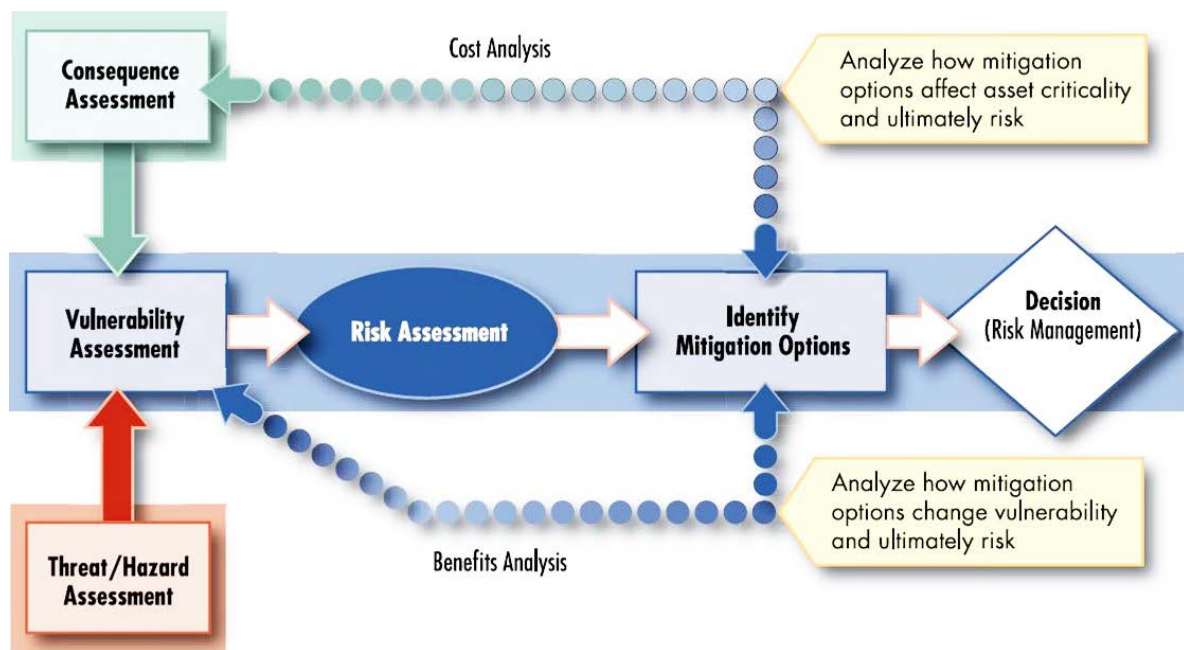 Consequence
Assessment
Cost Analysis
Analyze how mitigation
options affect asset criticality
and ultimately risk
Vulnerability
Assessment
Risk Assessment
Identify
Mitigation Options
Decision
(Risk Management)
Threat/Hazard
Assessment
Benefits Analysis
Analyze how mitigation
options change vulnerability
and ultimately risk